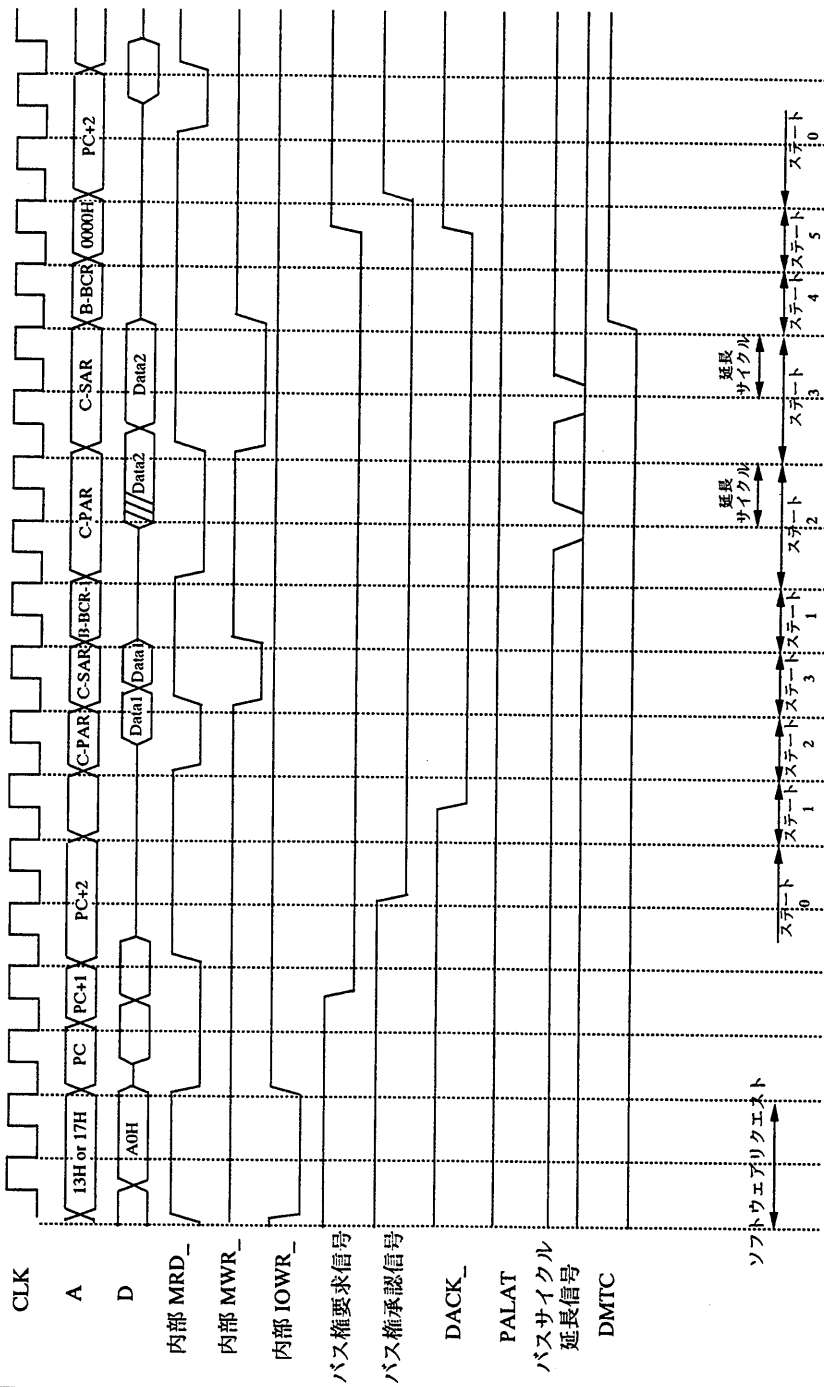 CLK
A
13H or 17H
PC
PC+1
PC+2
C-PAR
C-SAR
B-BCR-1
C-PAR
C-SAR
B-BCR
0000H
PC+2
D
A0H
Data1
Data1
Data2
Data2
内部 MRD_
内部 MWR_
内部 IOWR_
バス権要求信号
バス権承認信号
DACK_
PALAT
バスサイクル
延長信号
DMTC
延長
サイクル
延長
サイクル
ソフトウェアリクエスト
ステート
0
ステート
1
ステート
2
ステート
3
ステート
1
ステート
2
ステート
3
ステート
4
ステート
5
ステート
0